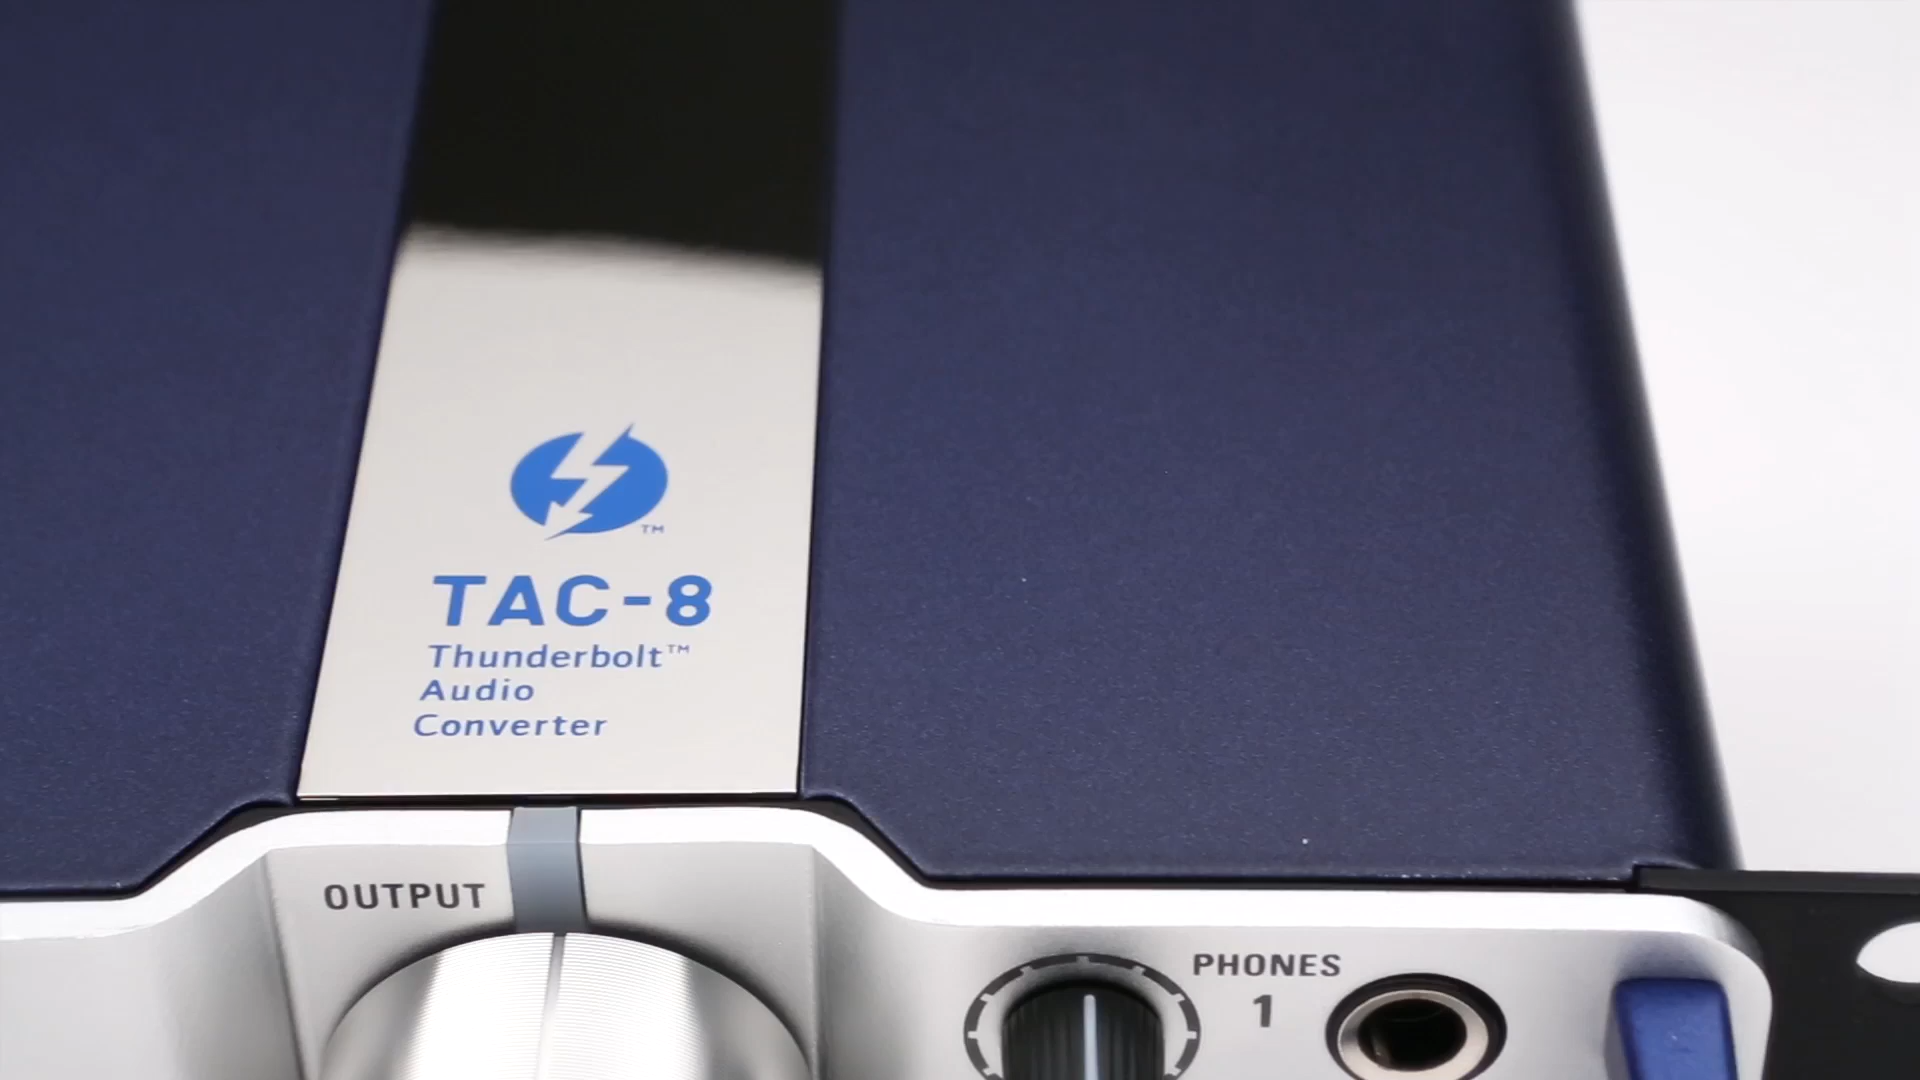 ™
TAC-8
Thunderbolt™
Audio
Converter
OUTPUT
PHONES
1